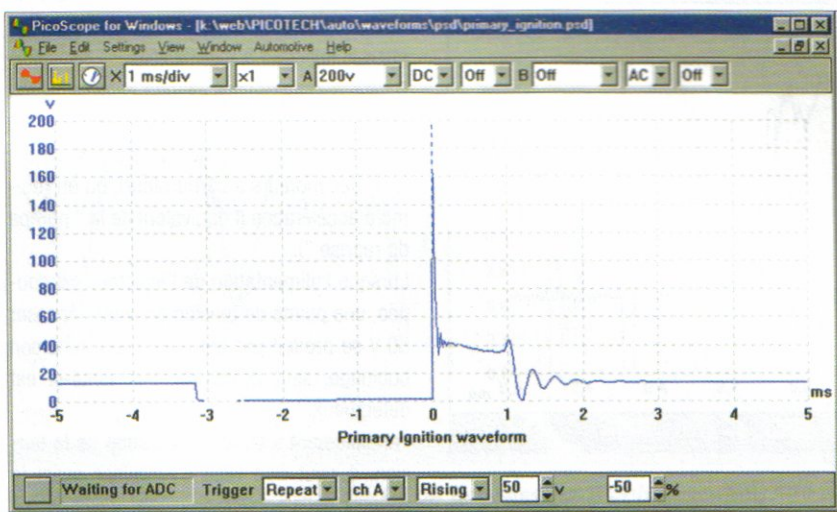 PicoScope for Windows - [k:\web\PICOTECH\auto\waveforms\psd\primary_ignition.psd]
File Edit Settings View Window Automotive Help
X 1 ms/div x1 A 200v DC Off B Off AC Off
v
200
180
160
140
120
100
80
60
40
20
0
-5 -4 -3 -2 -1 0 1 2 3 4 5
ms
Primary Ignition waveform
Waiting for ADC Trigger Repeat ch A Rising 50 v -50 %